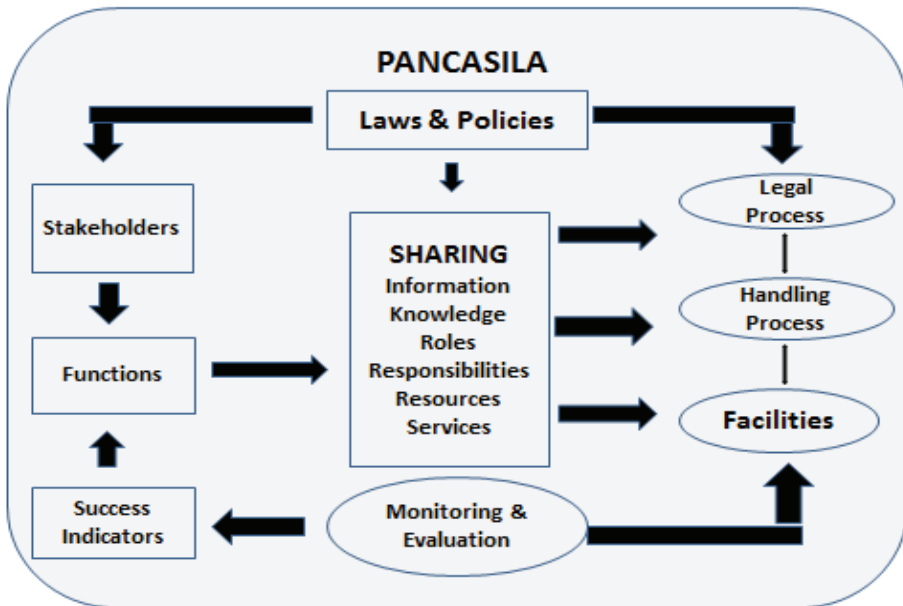 PANCASILA
Laws & Policies
Stakeholders
Functions
Success
Indicators
SHARING
Information
Knowledge
Roles
Responsibilities
Resources
Services
Monitoring &
Evaluation
Legal
Process
Handling
Process
Facilities